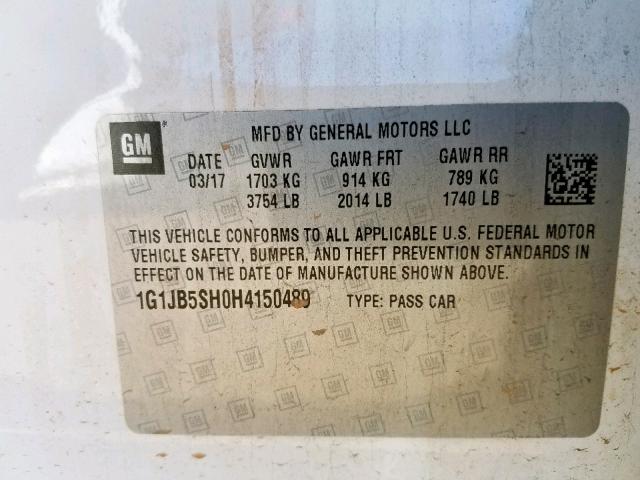 GM
MFD BY GENERAL MOTORS LLC
DATE GVWR GAWR FRT GAWR RR
03/17 1703 KG 914 KG 789 KG
3754 LB 2014 LB 1740 LB
THIS VEHICLE CONFORMS TO ALL APPLICABLE U.S. FEDERAL MOTOR
VEHICLE SAFETY, BUMPER, AND THEFT PREVENTION STANDARDS IN
EFFECT ON THE DATE OF MANUFACTURE SHOWN ABOVE.
1G1JB5SH0H4150489 TYPE: PASS CAR